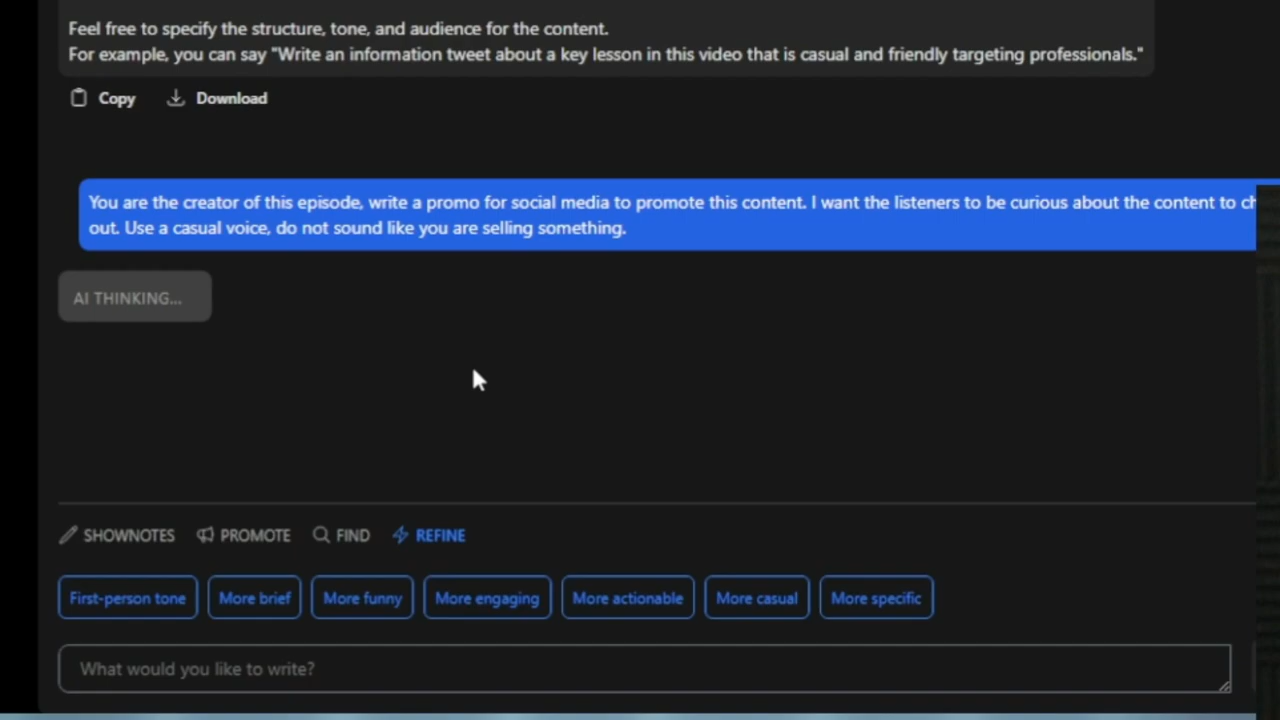 Feel free to specify the structure, tone, and audience for the content.
For example, you can say "Write an information tweet about a key lesson in this video that is casual and friendly targeting professionals."
Copy Download
You are the creator of this episode, write a promo for social media to promote this content. I want the listeners to be curious about the content to
out. Use a casual voice, do not sound like you are selling something.
AI THINKING...
SHOWNOTES PROMOTE FIND REFINE
First-person tone More brief More funny More engaging More actionable More casual More specific
What would you like to write?